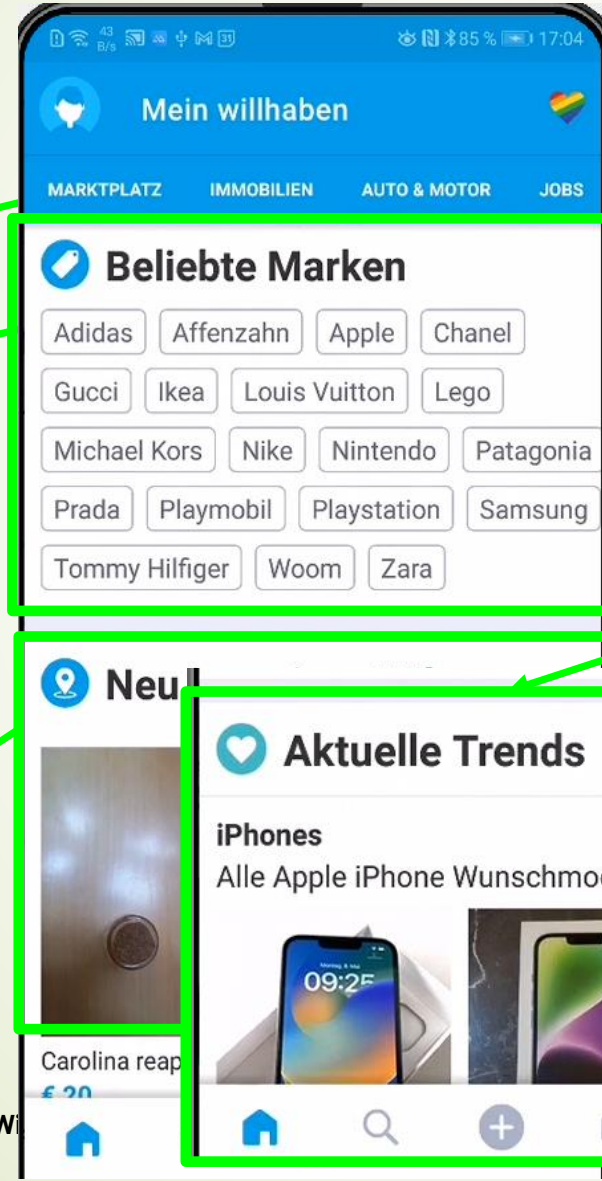 43
B/s
31
85 %
17:04
Mein willhaben
MARKTPLATZ IMMOBILIEN AUTO & MOTOR JOBS
Beliebte Marken
Adidas Affenzahn Apple Chanel
Gucci Ikea Louis Vuitton Lego
Michael Kors Nike Nintendo Patagonia
Prada Playmobil Playstation Samsung
Tommy Hilfiger Woom Zara
Neu
Carolina reap
€ 20
Wi
Aktuelle Trends
iPhones
Alle Apple iPhone Wunschmo
09:25